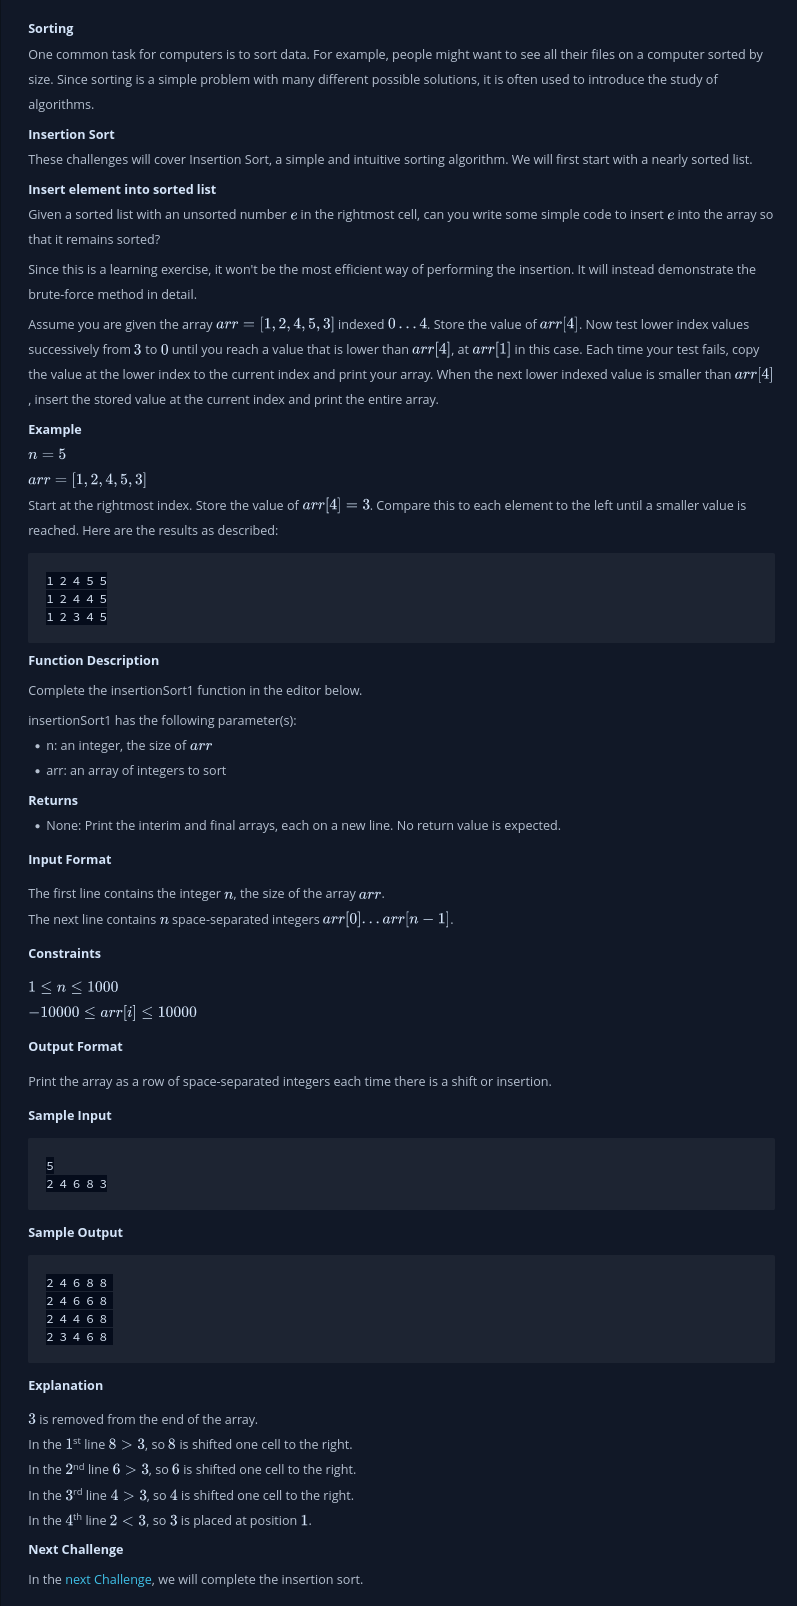 Sorting
One common task for computers is to sort data. For example, people might want to see all their files on a computer sorted by
size. Since sorting is a simple problem with many different possible solutions, it is often used to introduce the study of
algorithms.
Insertion Sort
These challenges will cover Insertion Sort, a simple and intuitive sorting algorithm. We will first start with a nearly sorted list.
Insert element into sorted list
Given a sorted list with an unsorted number e in the rightmost cell, can you write some simple code to insert e into the array so
that it remains sorted?
Since this is a learning exercise, it won't be the most efficient way of performing the insertion. It will instead demonstrate the
brute-force method in detail.
Assume you are given the array arr = [1, 2, 4, 5, 3] indexed 0 . . . 4. Store the value of arr[4]. Now test lower index values
successively from 3 to 0 until you reach a value that is lower than arr[4], at arr[1] in this case. Each time your test fails, copy
the value at the lower index to the current index and print your array. When the next lower indexed value is smaller than arr[4]
, insert the stored value at the current index and print the entire array.
Example
n = 5
arr = [1, 2, 4, 5, 3]
Start at the rightmost index. Store the value of arr[4] = 3. Compare this to each element to the left until a smaller value is
reached. Here are the results as described:
1 2 4 5 5
1 2 4 4 5
1 2 3 4 5
Function Description
Complete the insertionSort1 function in the editor below.
insertionSort1 has the following parameter(s):
• n: an integer, the size of arr
• arr: an array of integers to sort
Returns
• None: Print the interim and final arrays, each on a new line. No return value is expected.
Input Format
The first line contains the integer n, the size of the array arr.
The next line contains n space-separated integers arr[0]. . . arr[n − 1].
Constraints
1 ≤ n ≤ 1000
−10000 ≤ arr[i] ≤ 10000
Output Format
Print the array as a row of space-separated integers each time there is a shift or insertion.
Sample Input
5
2 4 6 8 3
Sample Output
2 4 6 8 8
2 4 6 6 8
2 4 4 6 8
2 3 4 6 8
Explanation
3 is removed from the end of the array.
In the 1st line 8 > 3, so 8 is shifted one cell to the right.
In the 2nd line 6 > 3, so 6 is shifted one cell to the right.
In the 3rd line 4 > 3, so 4 is shifted one cell to the right.
In the 4th line 2 < 3, so 3 is placed at position 1.
Next Challenge
In the next Challenge, we will complete the insertion sort.